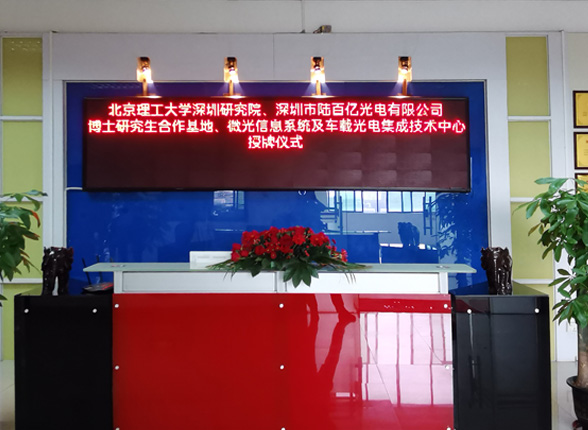 北京理工大学深圳研究院、深圳市陆百亿光电有限公司
博士研究生合作基地、微光信息系统及车载光电集成技术中心
授牌仪式